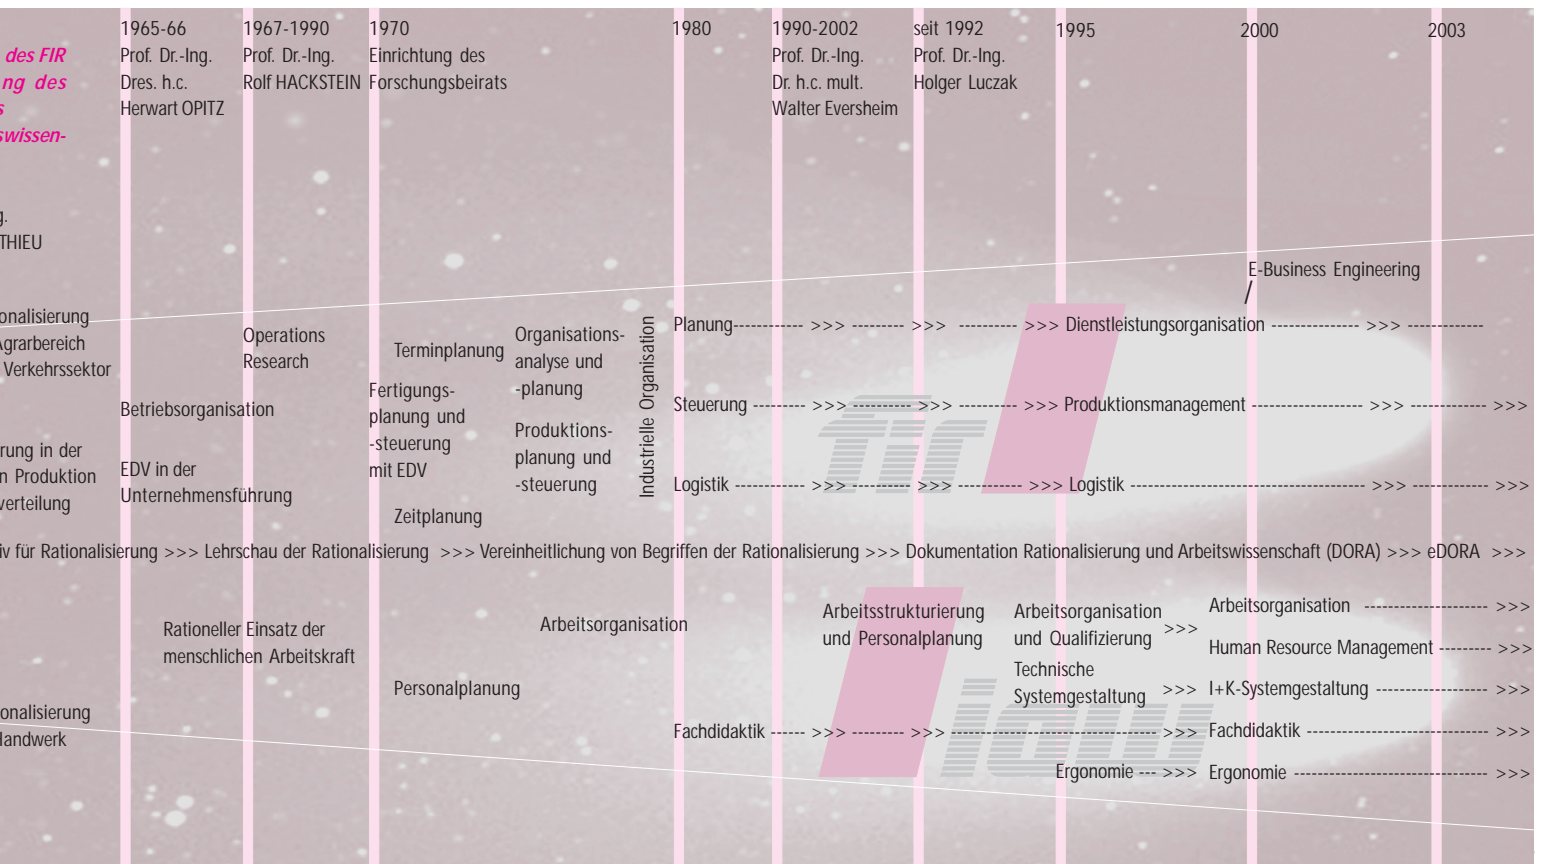 1965-66
Prof. Dr.-Ing.
Dres. h.c.
Herwart OPITZ
1967-1990
Prof. Dr.-Ing.
Rolf HACKSTEIN
1970
Einrichtung des
Forschungsbeirats
1980
1990-2002
Prof. Dr.-Ing.
Dr. h.c. mult.
Walter Eversheim
seit 1992
Prof. Dr.-Ing.
Holger Luczak
1995
2000
2003
des FIR
ng des
s
swissen-
g.
THIEU
E-Business Engineering
onalisierung
Agrarbereich
Verkehrssektor
Operations
Research
Terminplanung
Organisations-
analyse und
-planung
Industrielle Organisation
Planung----------- >>> -------- >>> --------- >>> Dienstleistungsorganisation -------------- >>> ------------
Betriebsorganisation
Fertigungs-
planung und
-steuerung
mit EDV
Steuerung -------- >>> --------- >>> --------- >>> Produktionsmanagement ----------------- >>> ------------ >>>
rung in der
n Produktion
verteilung
EDV in der
Unternehmensführung
Produktions-
planung und
-steuerung
fir
Logistik ----------- >>> --------- >>> ---------- >>> Logistik ------------------------------------ >>> ----------- >>>
Zeitplanung
iv für Rationalisierung >>> Lehrschau der Rationalisierung >>> Vereinheitlichung von Begriffen der Rationalisierung >>> Dokumentation Rationalisierung und Arbeitswissenschaft (DORA) >>> eDORA >>>
Rationeller Einsatz der
menschlichen Arbeitskraft
Arbeitsorganisation
Arbeitsstrukturierung
und Personalplanung
Arbeitsorganisation
und Qualifizierung >>>
Arbeitsorganisation ------------------- >>>
Human Resource Management -------- >>>
Personalplanung
Technische
Systemgestaltung >>> I+K-Systemgestaltung ----------------- >>>
onalisierung
Handwerk
iaw
Fachdidaktik ------ >>> --------- >>> ----------------------------------- >>> Fachdidaktik ---------------------------- >>>
Ergonomie --- >>> Ergonomie ------------------------------ >>>